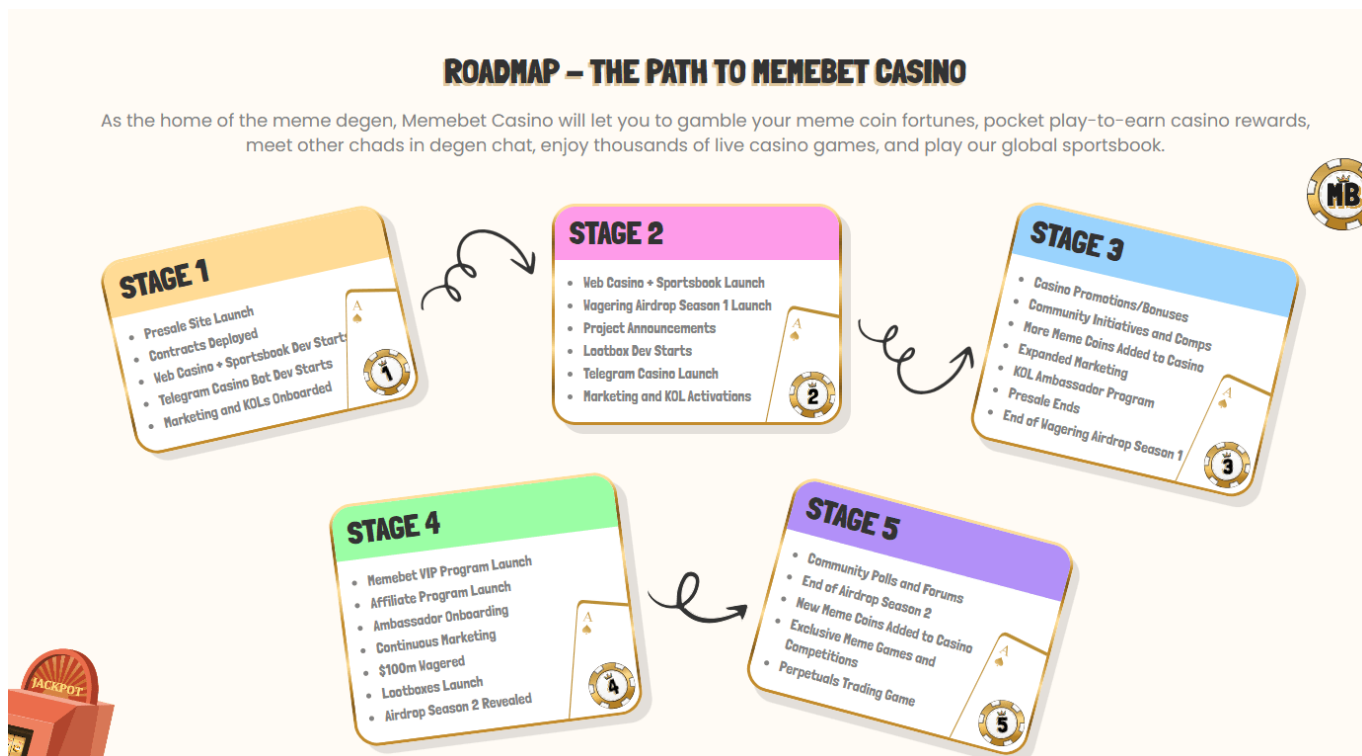 ROADMAP – THE PATH TO MEMEBET CASINO
As the home of the meme degen, Memebet Casino will let you to gamble your meme coin fortunes, pocket play-to-earn casino rewards,
meet other chads in degen chat, enjoy thousands of live casino games, and play our global sportsbook.
MB
STAGE 1
Presale Site Launch
Contracts Deployed
Web Casino + Sportsbook Dev Starts
Telegram Casino Bot Dev Starts
Marketing and KOLs Onboarded
A
1
STAGE 2
Web Casino + Sportsbook Launch
Wagering Airdrop Season 1 Launch
Project Announcements
Lootbox Dev Starts
Telegram Casino Launch
Marketing and KOL Activations
A
2
STAGE 3
Casino Promotions/Bonuses
Community Initiatives and Comps
More Meme Coins Added to Casino
Expanded Marketing
KOL Ambassador Program
Presale Ends
End of Wagering Airdrop Season 1
A
3
STAGE 4
Memebet VIP Program Launch
Affiliate Program Launch
Ambassador Onboarding
Continuous Marketing
$100m Wagered
Lootboxes Launch
Airdrop Season 2 Revealed
A
4
STAGE 5
Community Polls and Forums
End of Airdrop Season 2
New Meme Coins Added to Casino
Exclusive Meme Games and
Competitions
Perpetuals Trading Game
A
5
JACKPOT